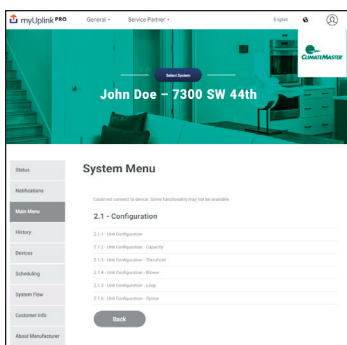 myUplink PRO
General
Service Partner
English
CLIMATEMASTER
Select System
John Doe – 7300 SW 44th
Status
Notifications
Main Menu
History
Devices
Scheduling
System Flow
Customer Info
About Manufacturer
System Menu
Could not connect to device. Some functionality may not be available.
2.1 - Configuration
2.1.1 - Unit Configuration
2.1.2 - Unit Configuration - Capacity
2.1.3 - Unit Configuration - Threshold
2.1.4 - Unit Configuration - Blower
2.1.5 - Unit Configuration - Loop
2.1.6 - Unit Configuration - Option
Back